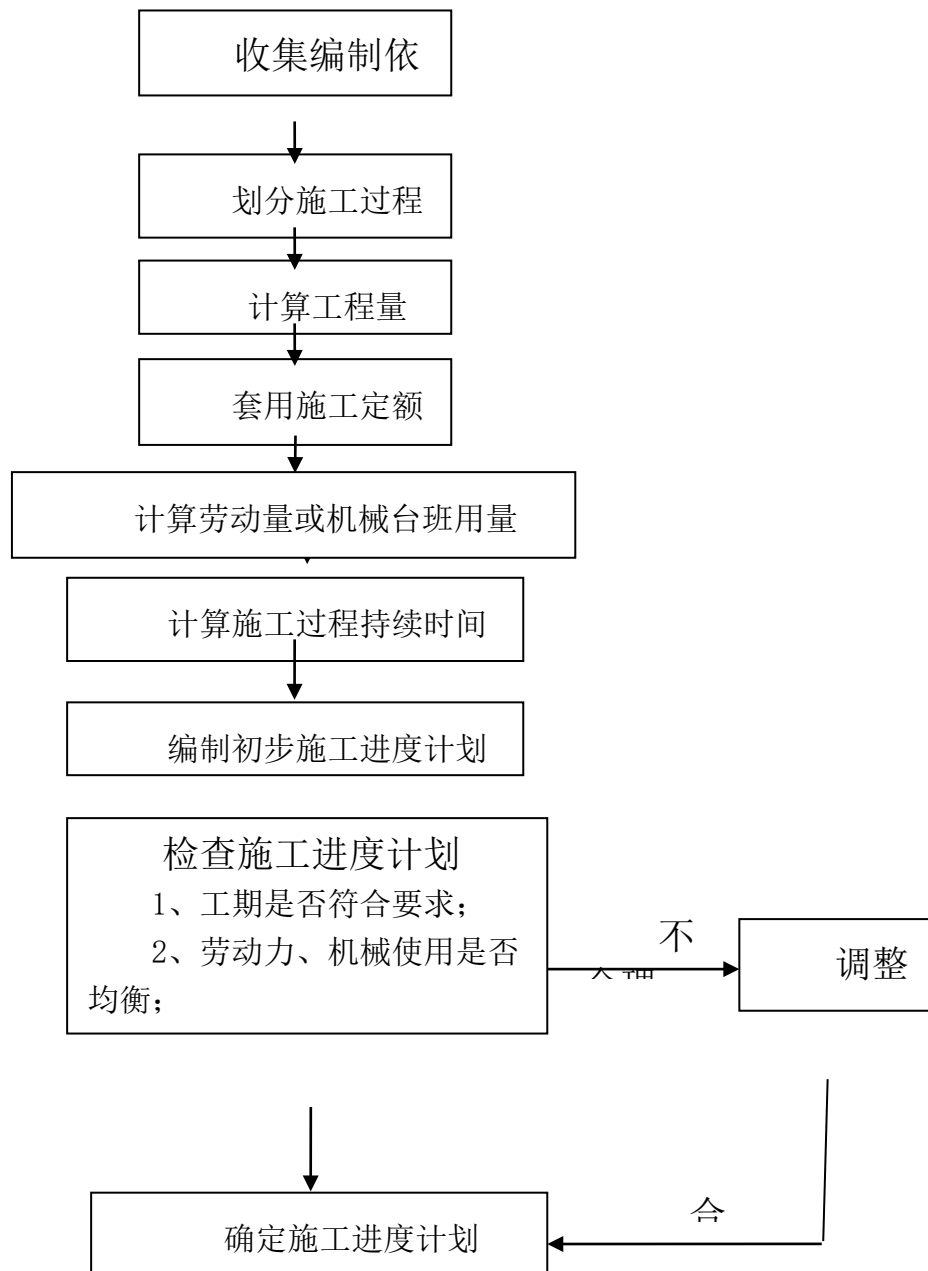 收集编制依
划分施工过程
计算工程量
套用施工定额
计算劳动量或机械台班用量
计算施工过程持续时间
编制初步施工进度计划
检查施工进度计划
1、工期是否符合要求；
2、劳动力、机械使用是否
均衡；
不
调整
合
确定施工进度计划